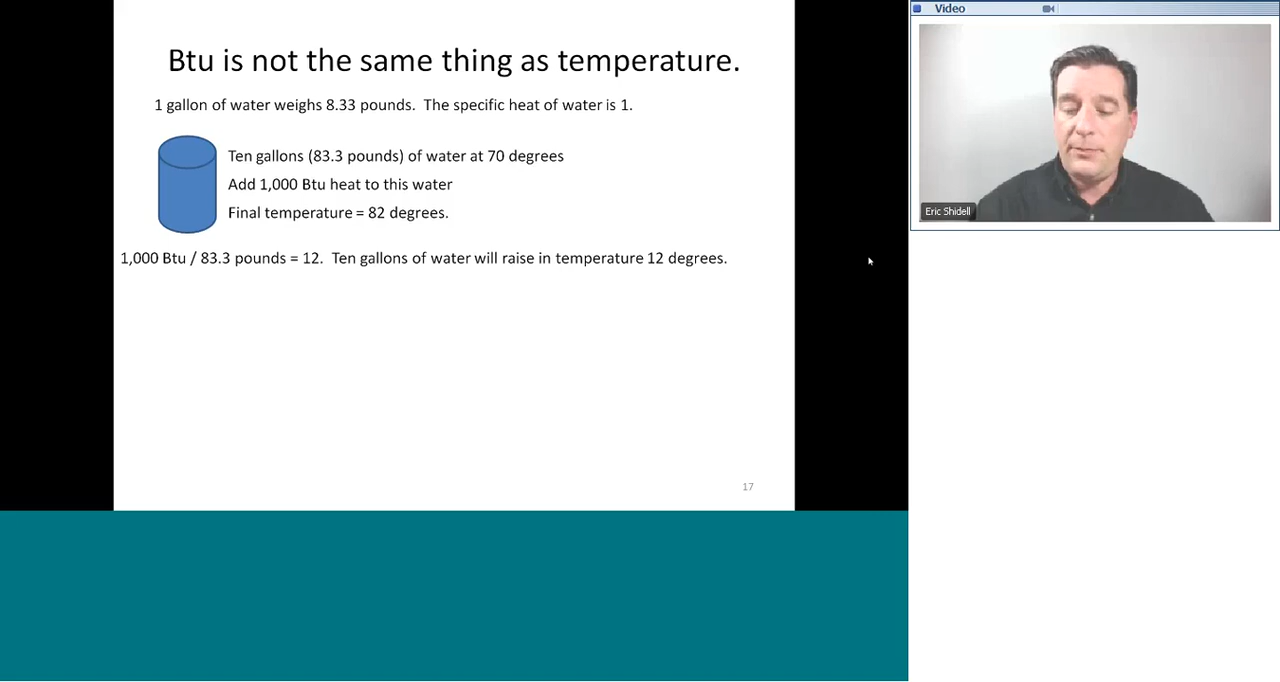 Btu is not the same thing as temperature.
1 gallon of water weighs 8.33 pounds.  The specific heat of water is 1.
Ten gallons (83.3 pounds) of water at 70 degrees
Add 1,000 Btu heat to this water
Final temperature = 82 degrees.
1,000 Btu / 83.3 pounds = 12.  Ten gallons of water will raise in temperature 12 degrees.
17
Video
Eric Shidell